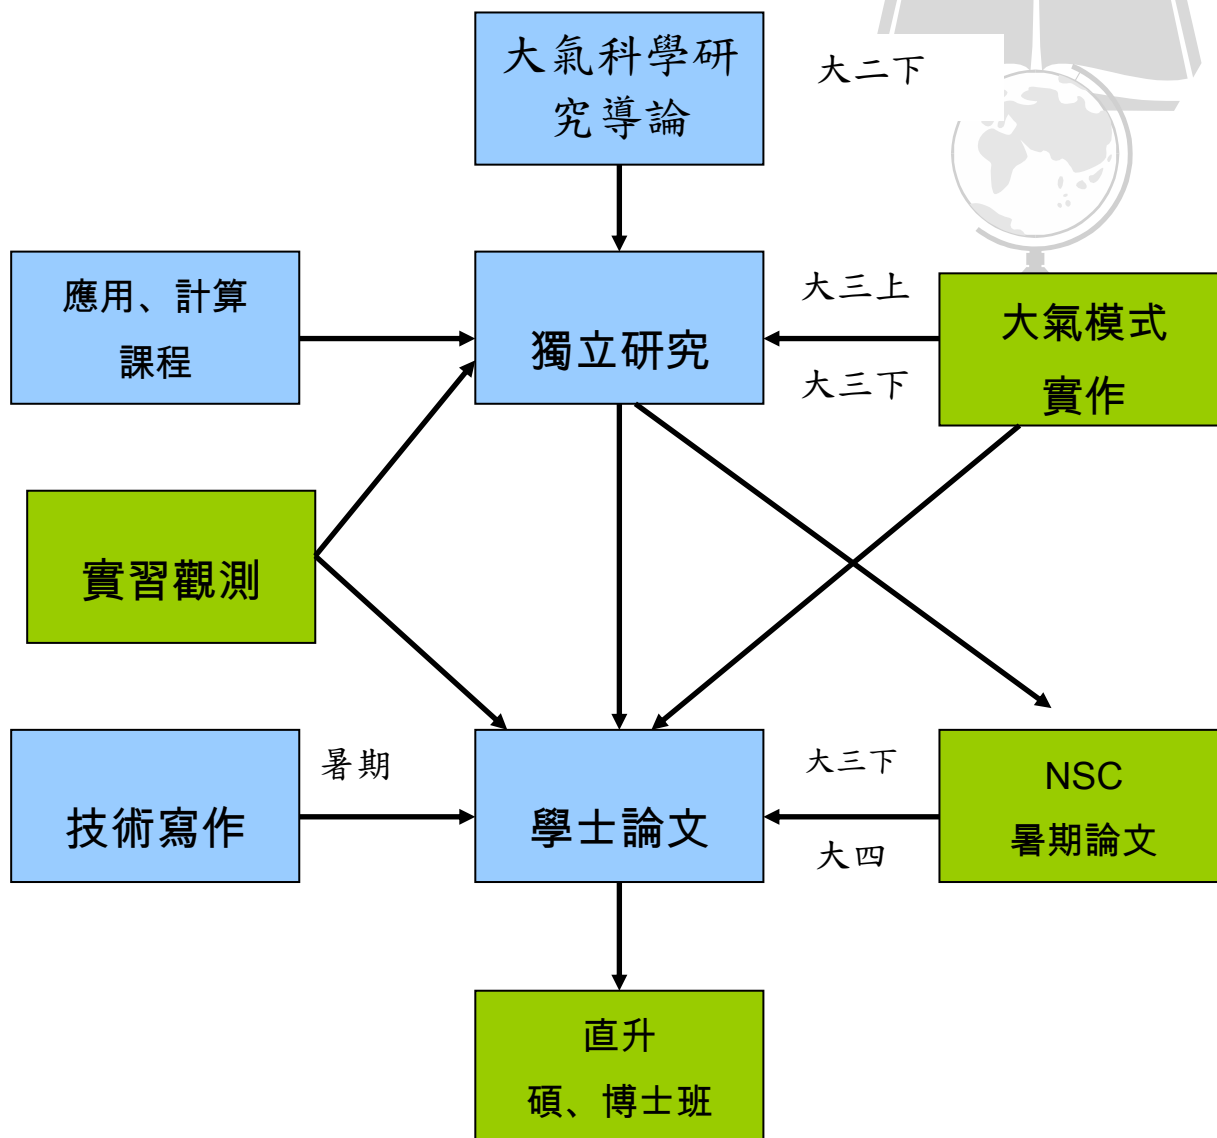 大氣科學研
究導論
大二下
應用、計算
課程
獨立研究
大三上
大三下
大氣模式
實作
實習觀測
技術寫作
暑期
學士論文
大三下
大四
NSC
暑期論文
直升
碩、博士班